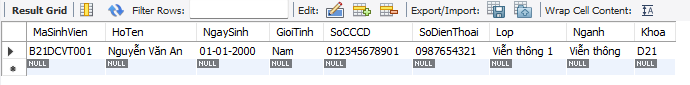 Result Grid Filter Rows: Edit: Export/Import: Wrap Cell Content: IA
MaSinhVien HoTen NgaySinh GioiTinh SoCCCD SoDienThoai Lop Nganh Khoa
B21DCVT001 Nguyễn Văn An 01-01-2000 Nam 012345678901 0987654321 Viễn thông 1 Viễn thông D21
NULL NULL NULL NULL NULL NULL NULL NULL NULL